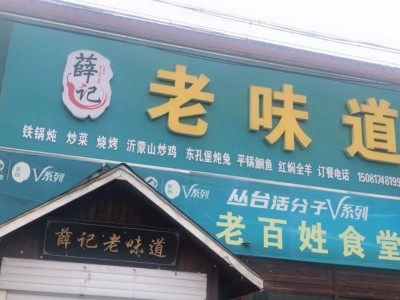 薛记
老味道
铁锅炖 炒菜 烧烤 沂蒙山炒鸡 东孔堡炖兔 平锅鮰鱼 红焖全羊 订餐电话 15081748199
V系列
V系列
丛台活分子V系列
老百姓食堂
薛记老味道